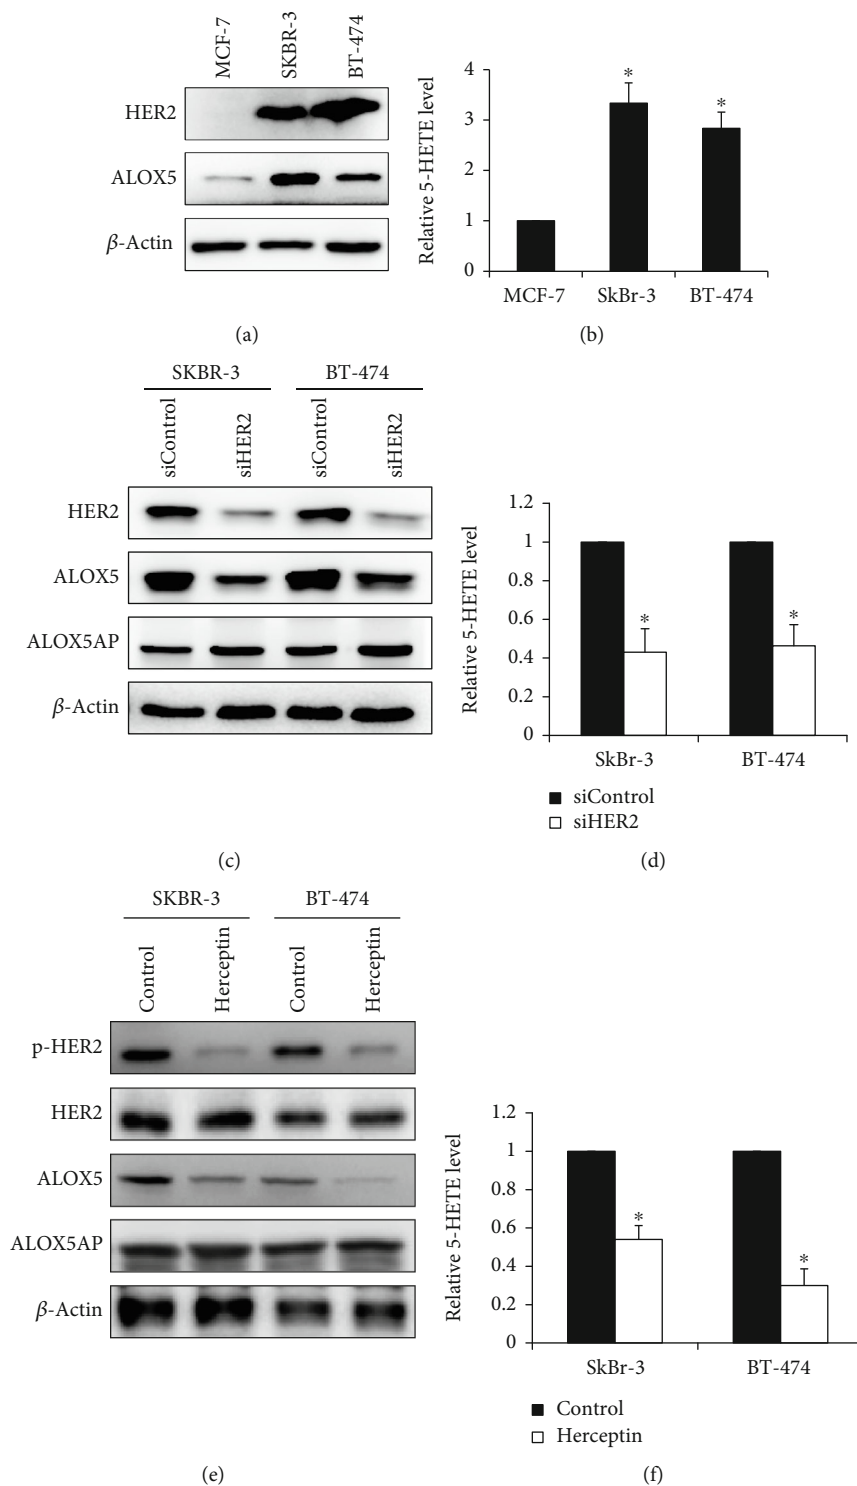 MCF-7
SKBR-3
BT-474
HER2
ALOX5
β-Actin
(a)
Relative 5-HETE level
4
3
2
1
0
*
*
MCF-7 SkBr-3 BT-474
(b)
SKBR-3 BT-474
siControl
siHER2
siControl
siHER2
HER2
ALOX5
ALOX5AP
β-Actin
(c)
Relative 5-HETE level
1.2
1
0.8
0.6
0.4
0.2
0
*
*
SkBr-3 BT-474
siControl
siHER2
(d)
SKBR-3 BT-474
Control
Herceptin
Control
Herceptin
p-HER2
HER2
ALOX5
ALOX5AP
β-Actin
(e)
Relative 5-HETE level
1.2
1
0.8
0.6
0.4
0.2
0
*
*
SkBr-3 BT-474
Control
Herceptin
(f)